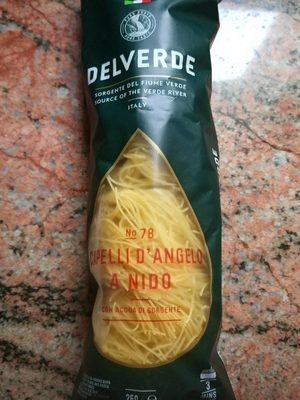 DELVERDE
SORGENTE DEL FIUME VERDE
SOURCE OF THE VERDE RIVER
ITALY
No 78
CAPELLI D'ANGELO
A NIDO
CON ACQUA DI SORGENTE
250
3
MINS